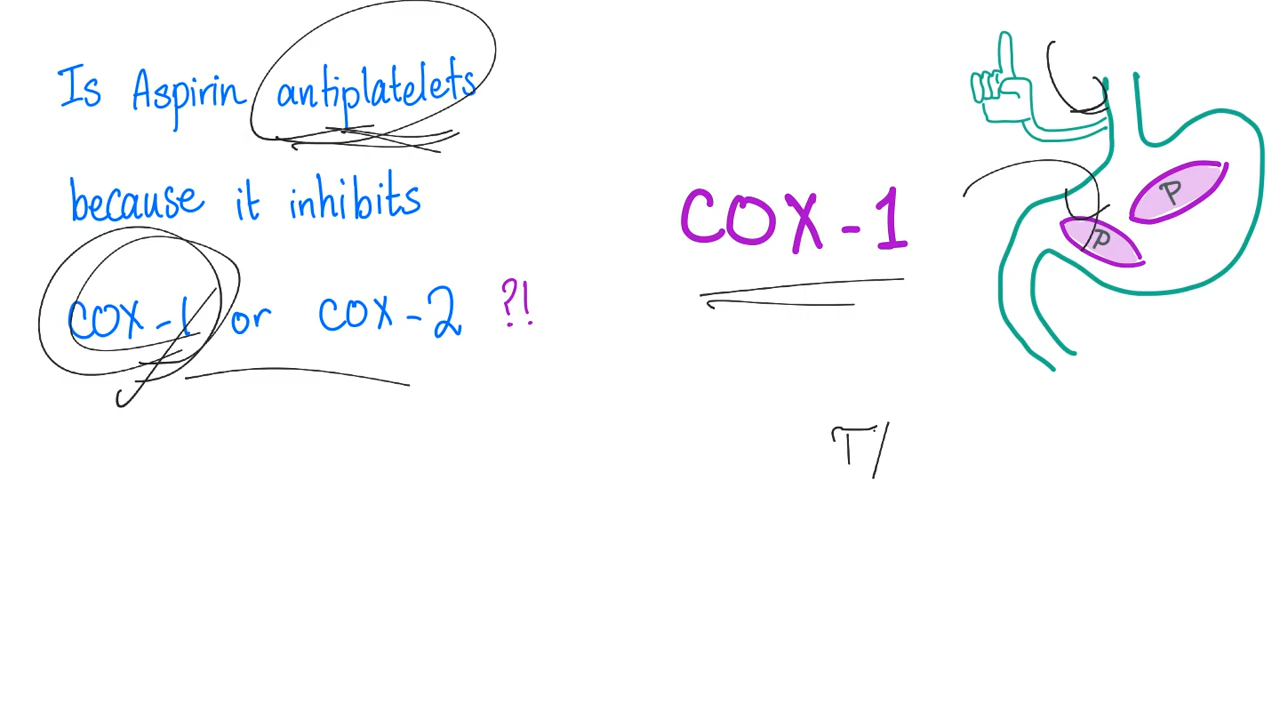 Is Aspirin antiplatelets
because it inhibits
COX-1 or COX-2 ?!
COX-1
P
P
T/